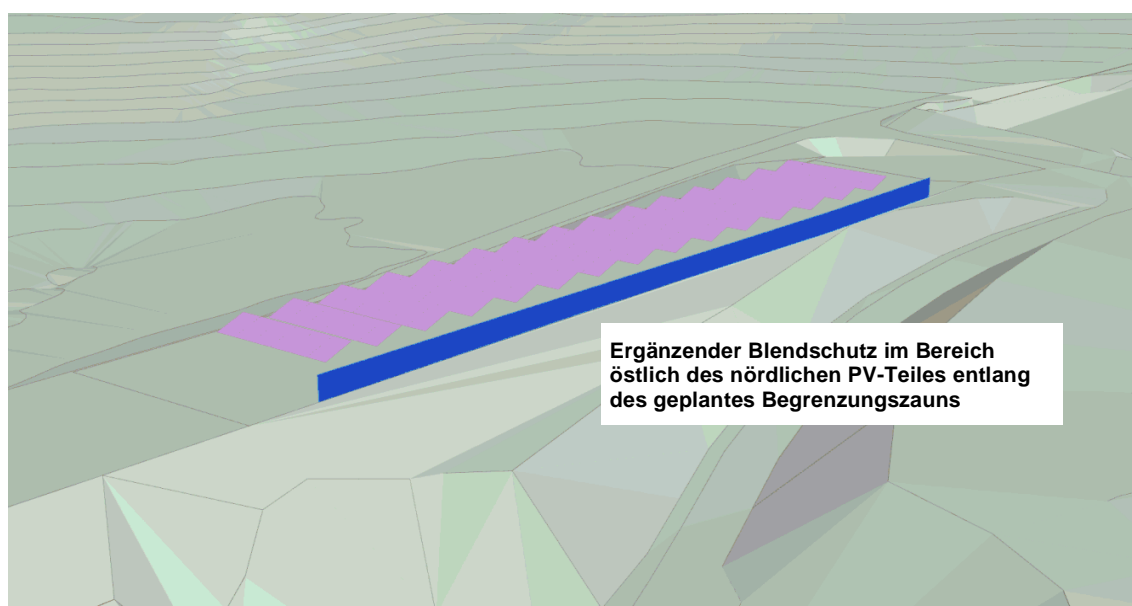 Ergänzender Blendschutz im Bereich
östlich des nördlichen PV-Teiles entlang
des geplantes Begrenzungszauns